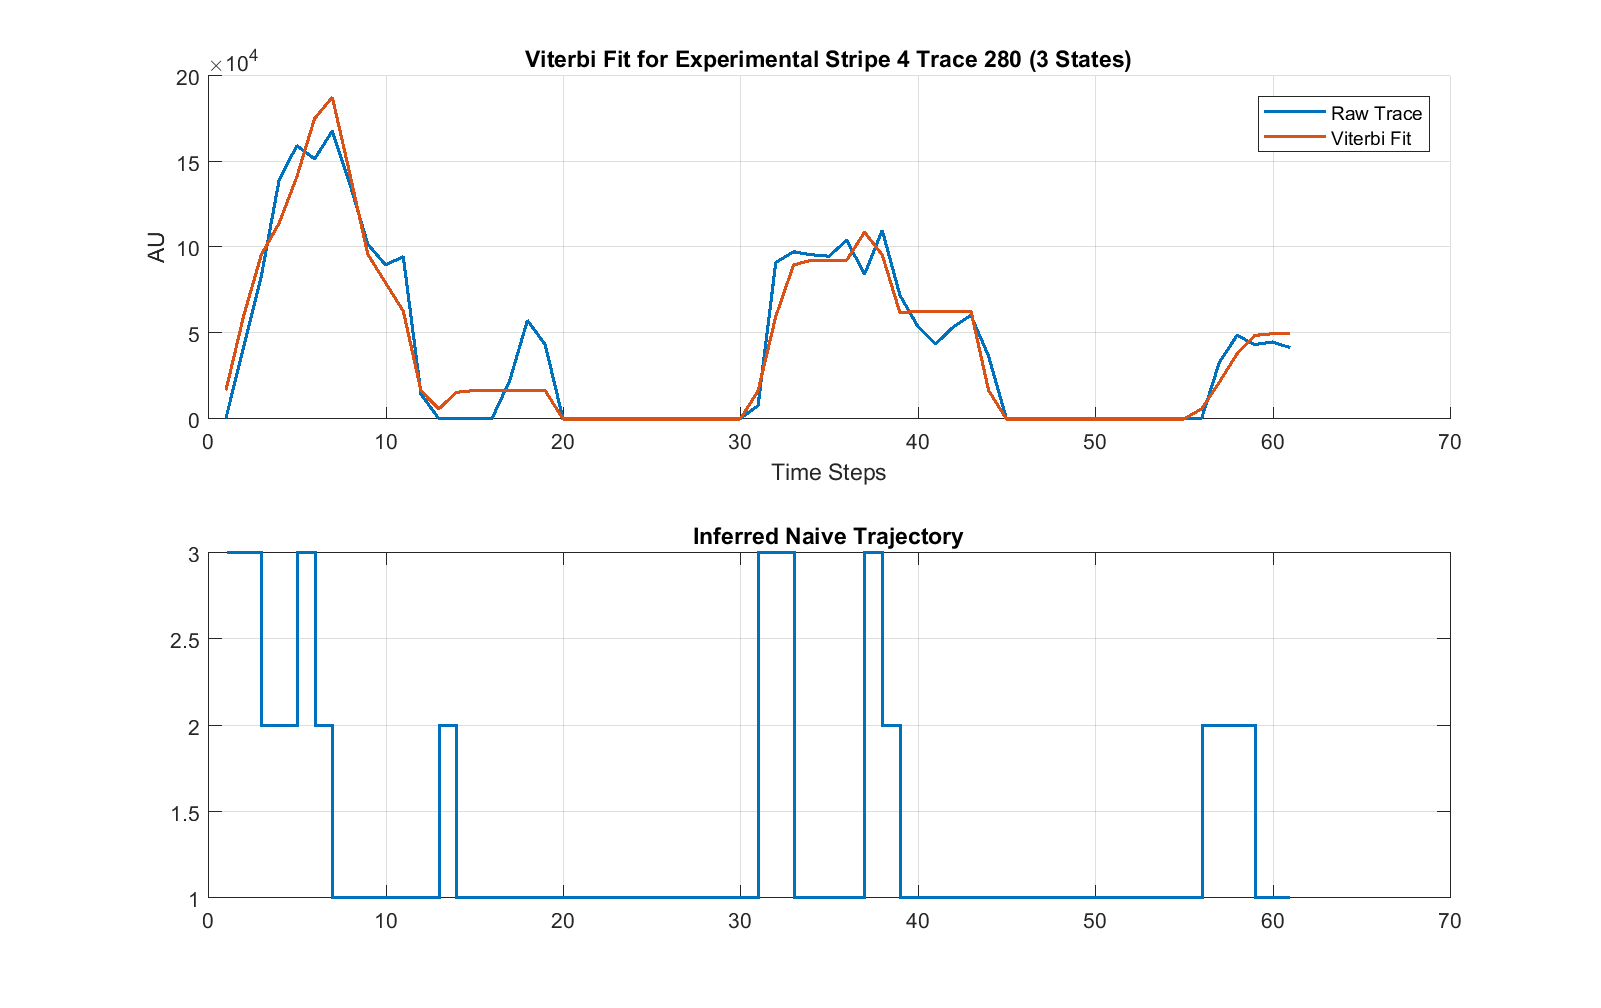 Viterbi Fit for Experimental Stripe 4 Trace 280 (3 States)
×10⁴
20
15
10
5
0
AU
Raw Trace
Viterbi Fit
0 10 20 30 40 50 60 70
Time Steps
Inferred Naive Trajectory
3
2.5
2
1.5
1
0 10 20 30 40 50 60 70